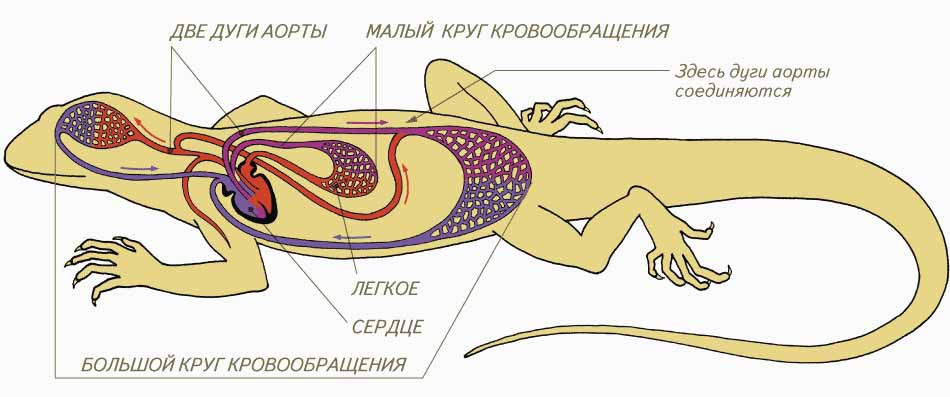 ДВЕ ДУГИ АОРТЫ
МАЛЫЙ КРУГ КРОВООБРАЩЕНИЯ
Здесь дуги аорты
соединяются
ЛЕГКОЕ
СЕРДЦЕ
БОЛЬШОЙ КРУГ КРОВООБРАЩЕНИЯ